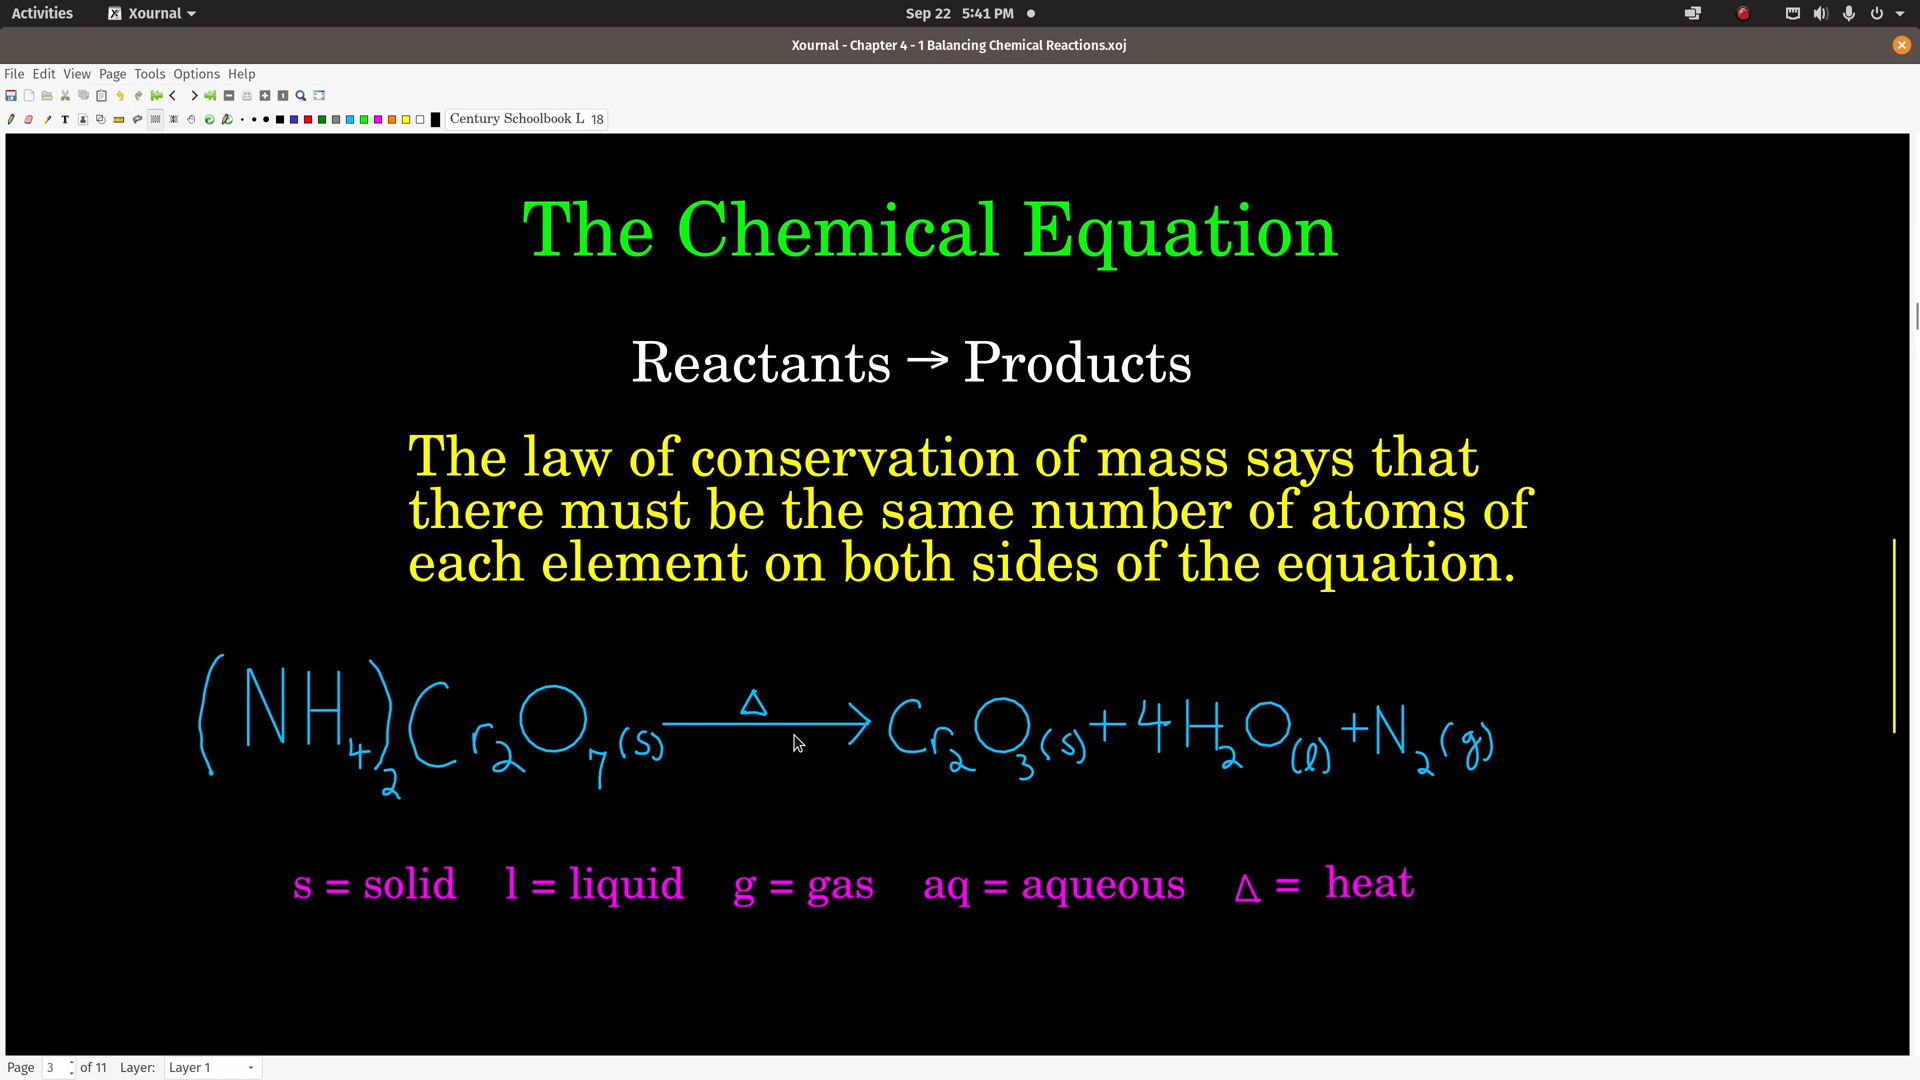 Activities Xournal Sep 22 5:41 PM
Xournal - Chapter 4 - 1 Balancing Chemical Reactions.xoj
File Edit View Page Tools Options Help
Century Schoolbook L 18
The Chemical Equation
Reactants → Products
The law of conservation of mass says that
there must be the same number of atoms of
each element on both sides of the equation.
Δ
(NH₄)₂Cr₂O₇(s) → Cr₂O₃(s) + 4H₂O(l) + N₂(g)
s = solid l = liquid g = gas aq = aqueous Δ = heat
Page 3 of 11 Layer: Layer 1